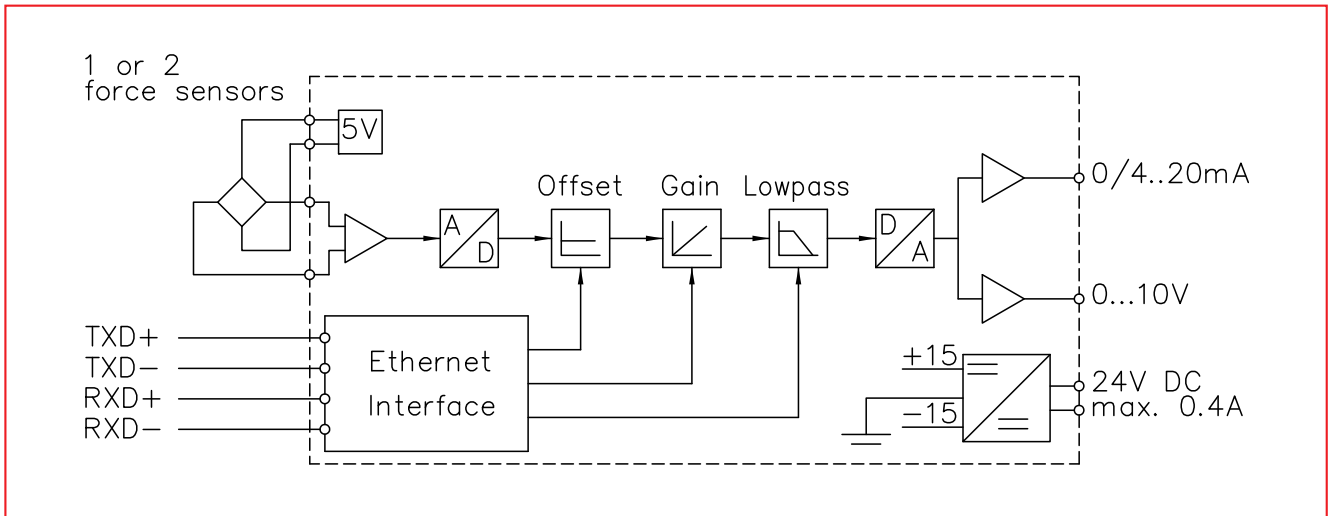 1 or 2
force sensors
5V
Offset
Gain
Lowpass
A
D
D
A
0/4..20mA
0...10V
TXD+
TXD-
RXD+
RXD-
Ethernet
Interface
+15
-15
24V DC
max. 0.4A